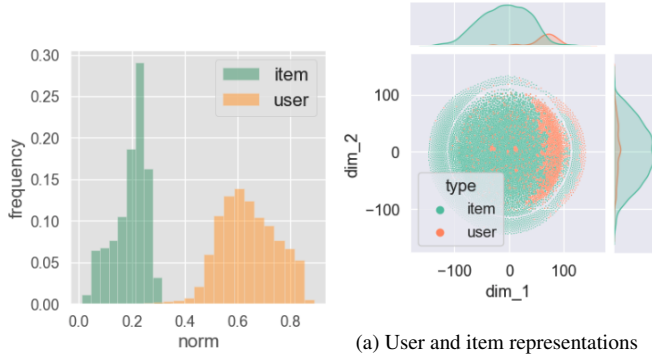 0.30
0.25
0.20
0.15
0.10
0.05
0.00
frequency
item
user
0.0 0.2 0.4 0.6 0.8
norm
100
0
−100
dim_2
type
item
user
−100 0 100
dim_1
(a) User and item representations